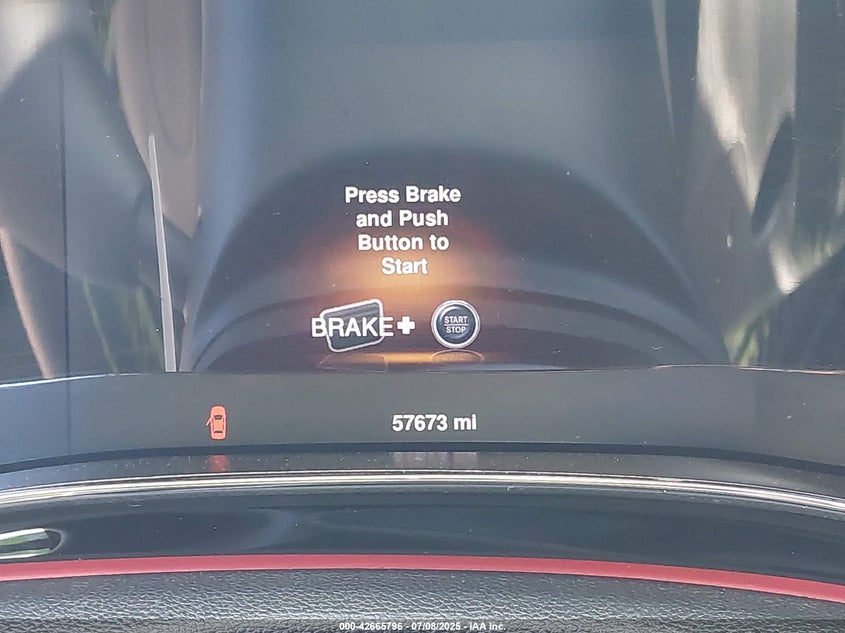 Press Brake
and Push
Button to
Start
BRAKE+
START
STOP
57673 mi
000-42665796 - 07/08/2025 - IAA Inc.